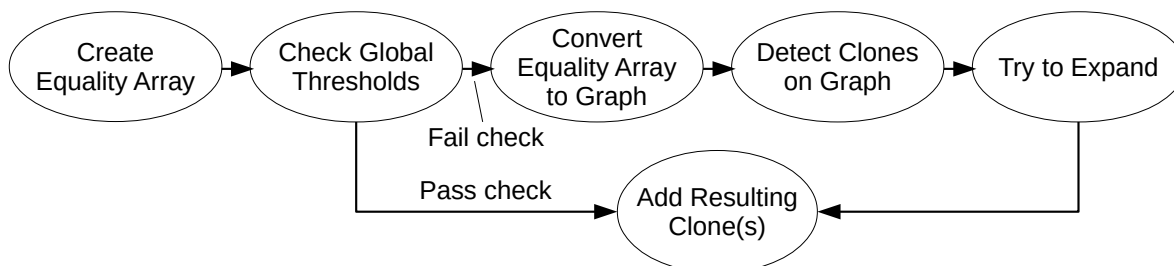 Create
Equality Array
Check Global
Thresholds
Convert
Equality Array
to Graph
Detect Clones
on Graph
Try to Expand
Fail check
Pass check
Add Resulting
Clone(s)